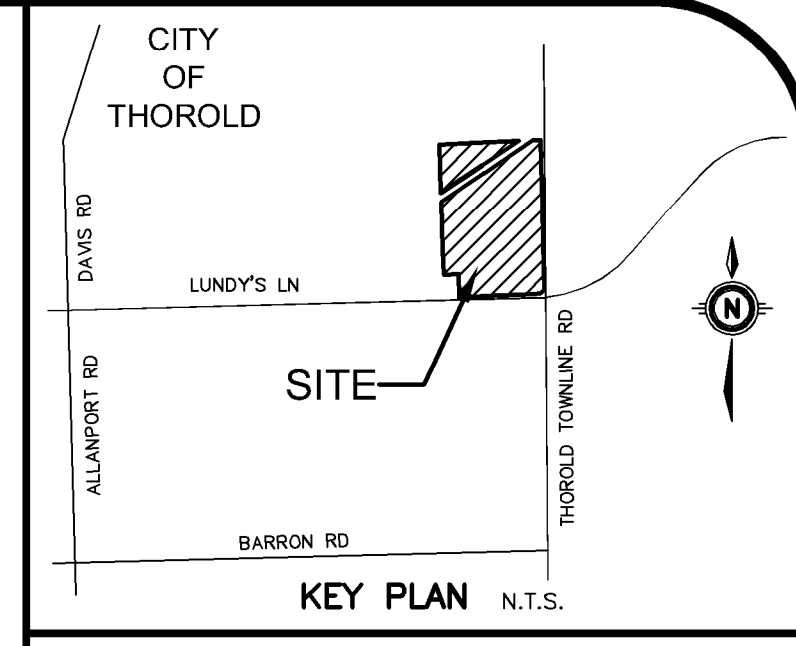 CITY
OF
THOROLD
DAVIS RD
LUNDY'S LN
N
SITE
THOROLD TOWNLINE RD
ALLANPORT RD
BARRON RD
KEY PLAN N.T.S.